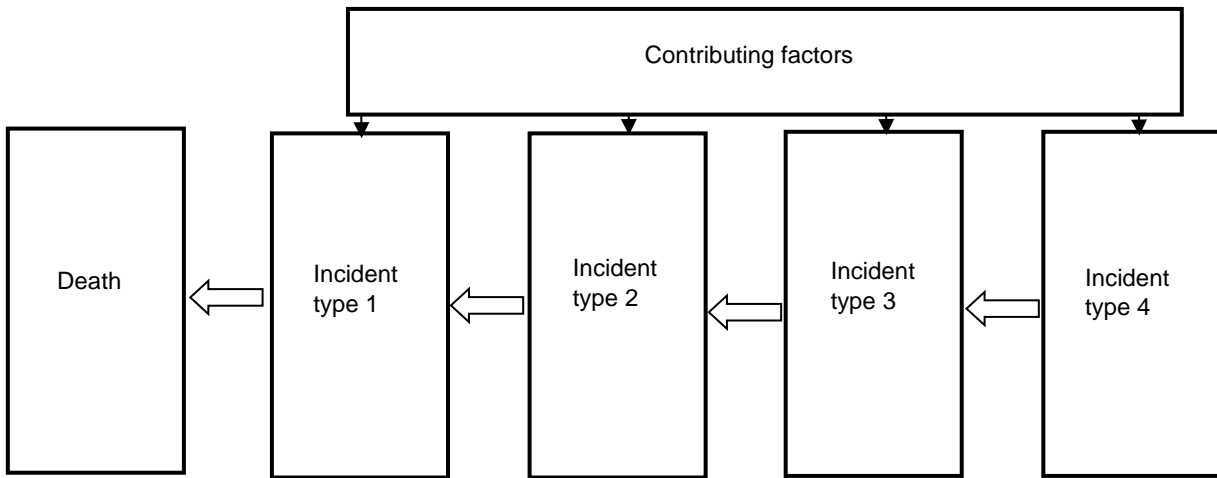 Contributing factors
Death
Incident
type 1
Incident
type 2
Incident
type 3
Incident
type 4